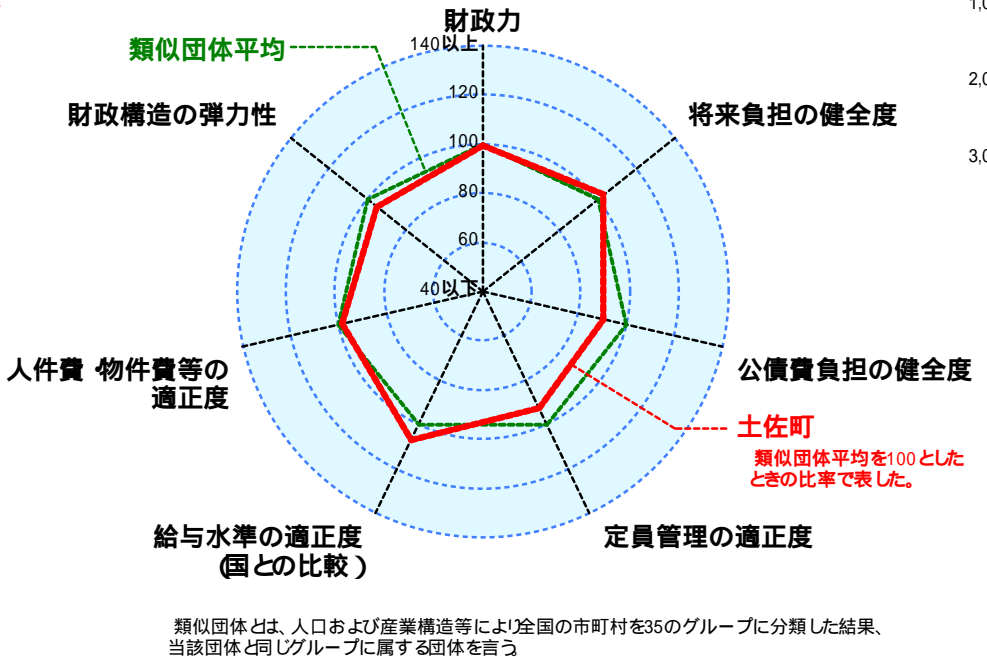 財政力
1,0
140以上
類似団体平均
2,0
120
財政構造の弾力性
将来負担の健全度
100
3,0
80
60
40以下
人件費・物件費等の
適正度
公債費負担の健全度
土佐町
類似団体平均を100とした
ときの比率で表した。
給与水準の適正度
(国との比較)
定員管理の適正度
類似団体とは、人口および産業構造等により全国の市町村を35のグループに分類した結果、
当該団体と同じグループに属する団体を言う